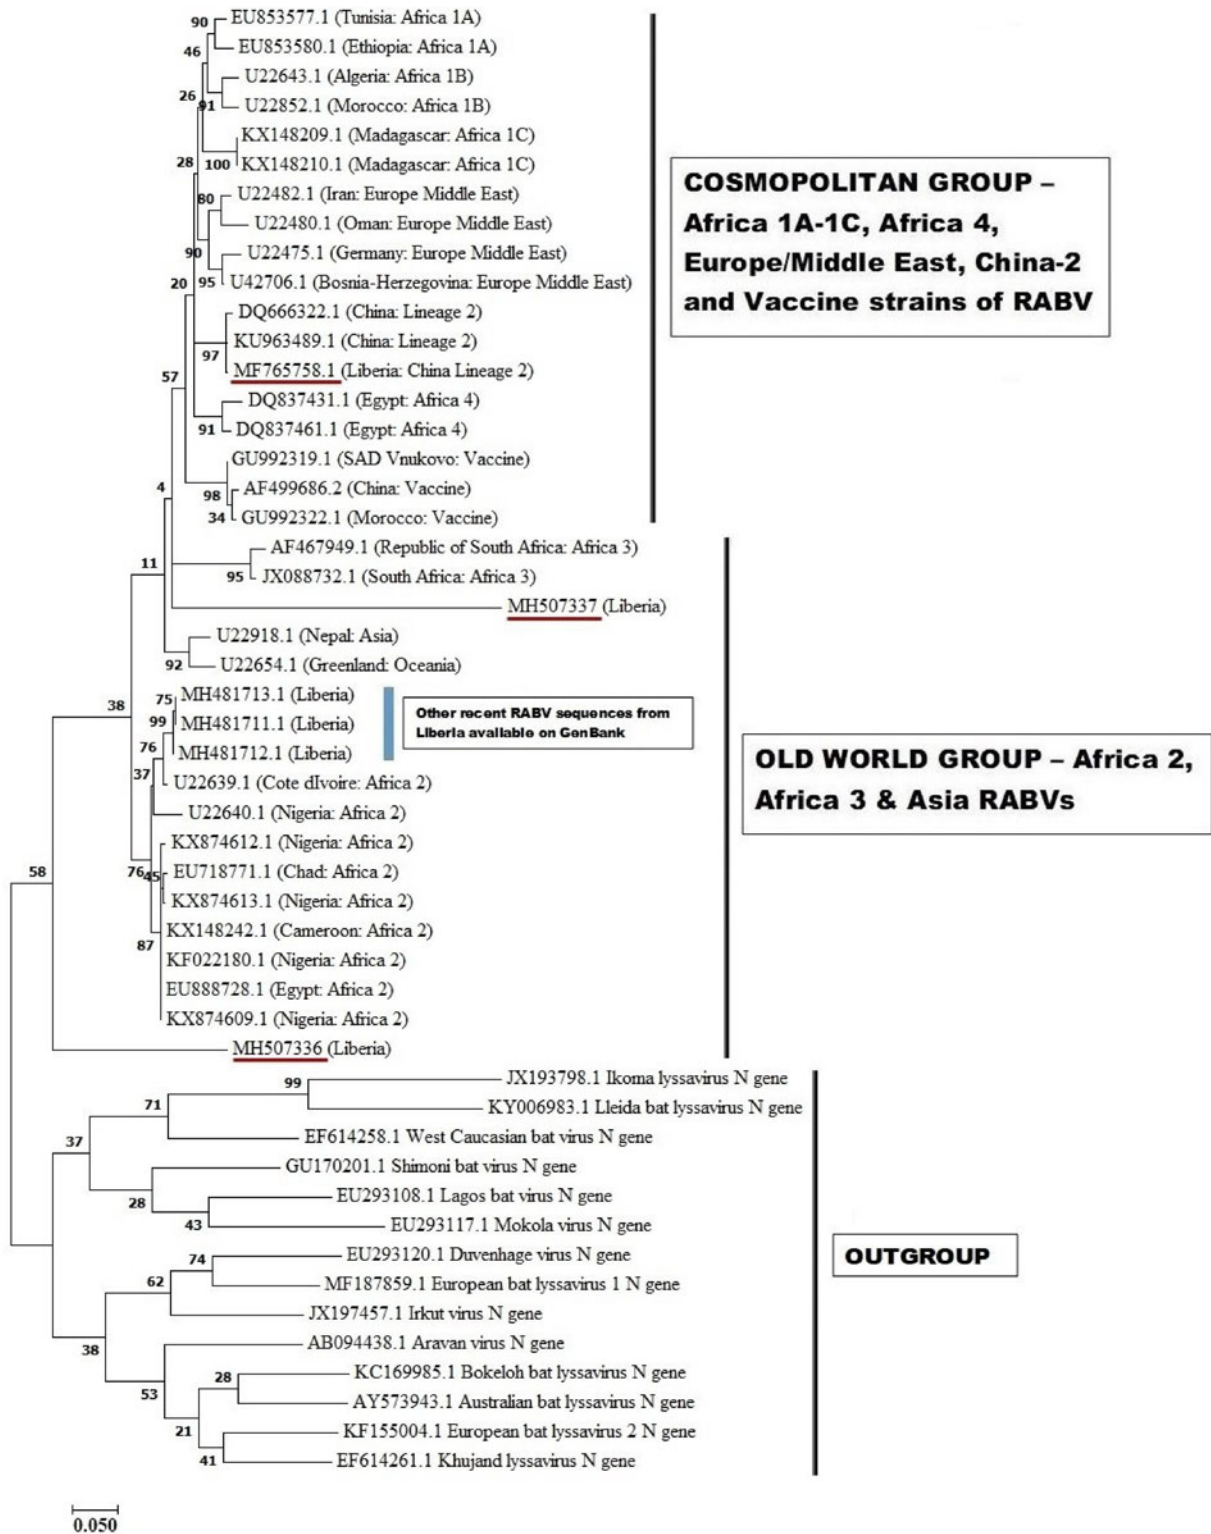 EU853577.1 (Tunisia: Africa 1A)
90
EU853580.1 (Ethiopia: Africa 1A)
46
U22643.1 (Algeria: Africa 1B)
26
91
U22852.1 (Morocco: Africa 1B)
KX148209.1 (Madagascar: Africa 1C)
28
100
KX148210.1 (Madagascar: Africa 1C)
80
U22482.1 (Iran: Europe Middle East)
U22480.1 (Oman: Europe Middle East)
90
U22475.1 (Germany: Europe Middle East)
95
U42706.1 (Bosnia-Herzegovina: Europe Middle East)
20
DQ666322.1 (China: Lineage 2)
KU963489.1 (China: Lineage 2)
97
MF765758.1 (Liberia: China Lineage 2)
57
DQ837431.1 (Egypt: Africa 4)
91
DQ837461.1 (Egypt: Africa 4)
GU992319.1 (SAD Vnukovo: Vaccine)
4
98
AF499686.2 (China: Vaccine)
34
GU992322.1 (Morocco: Vaccine)
COSMOPOLITAN GROUP –
Africa 1A-1C, Africa 4,
Europe/Middle East, China-2
and Vaccine strains of RABV
AF467949.1 (Republic of South Africa: Africa 3)
11
95
JX088732.1 (South Africa: Africa 3)
MH507337 (Liberia)
U22918.1 (Nepal: Asia)
92
U22654.1 (Greenland: Oceania)
38
75
MH481713.1 (Liberia)
99
MH481711.1 (Liberia)
76
MH481712.1 (Liberia)
Other recent RABV sequences from
Liberia available on GenBank
37
U22639.1 (Cote dIvoire: Africa 2)
U22640.1 (Nigeria: Africa 2)
KX874612.1 (Nigeria: Africa 2)
58
76
45
EU718771.1 (Chad: Africa 2)
KX874613.1 (Nigeria: Africa 2)
KX148242.1 (Cameroon: Africa 2)
87
KF022180.1 (Nigeria: Africa 2)
EU888728.1 (Egypt: Africa 2)
KX874609.1 (Nigeria: Africa 2)
MH507336 (Liberia)
OLD WORLD GROUP – Africa 2,
Africa 3 & Asia RABVs
99
JX193798.1 Ikoma lyssavirus N gene
71
KY006983.1 Lleida bat lyssavirus N gene
37
EF614258.1 West Caucasian bat virus N gene
GU170201.1 Shimoni bat virus N gene
28
EU293108.1 Lagos bat virus N gene
43
EU293117.1 Mokola virus N gene
74
EU293120.1 Duvenhage virus N gene
62
MF187859.1 European bat lyssavirus 1 N gene
JX197457.1 Irkut virus N gene
38
AB094438.1 Aravan virus N gene
28
KC169985.1 Bokeloh bat lyssavirus N gene
53
AY573943.1 Australian bat lyssavirus N gene
21
KF155004.1 European bat lyssavirus 2 N gene
41
EF614261.1 Khujand lyssavirus N gene
OUTGROUP
0.050